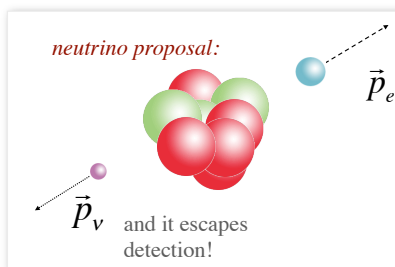 neutrino proposal:
p⃗e
p⃗ν
and it escapes
detection!